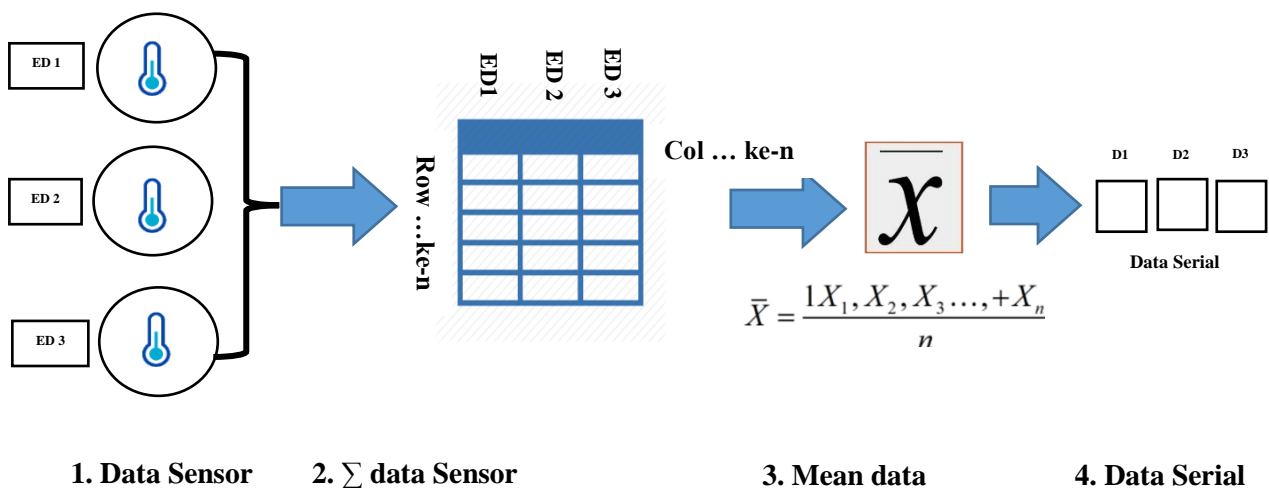 ED 1
ED 2
ED 3
ED1
ED 2
ED 3
Row …ke-n
Col … ke-n
x̄
X̄ = (1X₁, X₂, X₃ …, +Xₙ) / n
D1 D2 D3
Data Serial
1. Data Sensor 2. ∑ data Sensor 3. Mean data 4. Data Serial